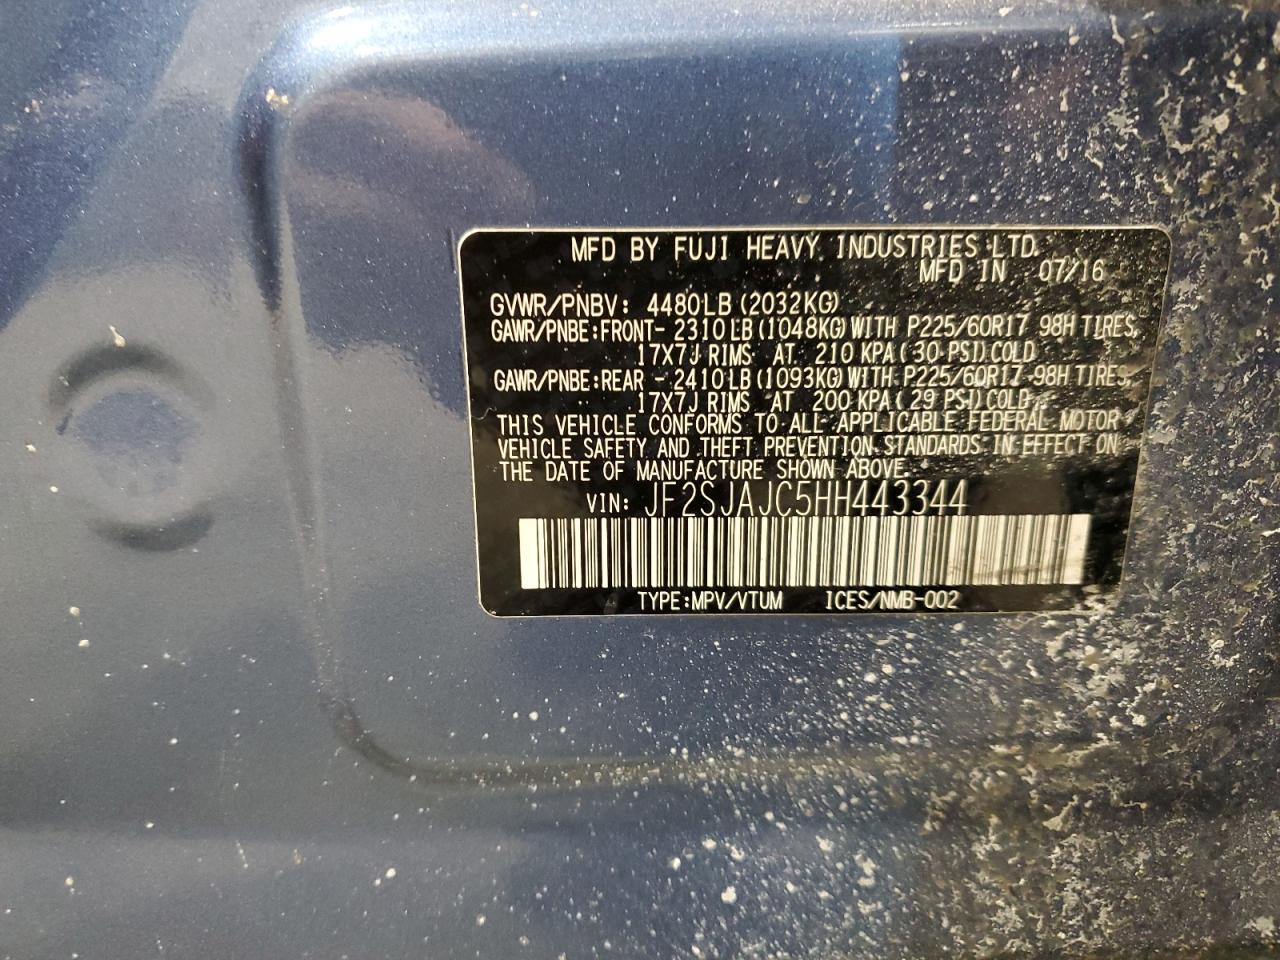 MFD BY FUJI HEAVY INDUSTRIES LTD.
MFD IN 07/16
GVWR/PNBV: 4480LB (2032KG)
GAWR/PNBE:FRONT- 2310LB (1048KG) WITH P225/60R17 98H TIRES,
17X7J RIMS AT 210 KPA (30 PSI) COLD
GAWR/PNBE:REAR - 2410LB (1093KG) WITH P225/60R17 98H TIRES,
17X7J RIMS AT 200 KPA (29 PSI) COLD
THIS VEHICLE CONFORMS TO ALL APPLICABLE FEDERAL MOTOR
VEHICLE SAFETY AND THEFT PREVENTION STANDARDS IN EFFECT ON
THE DATE OF MANUFACTURE SHOWN ABOVE.
VIN: JF2SJAJC5HH443344
TYPE:MPV/VTUM ICES/NMB-002